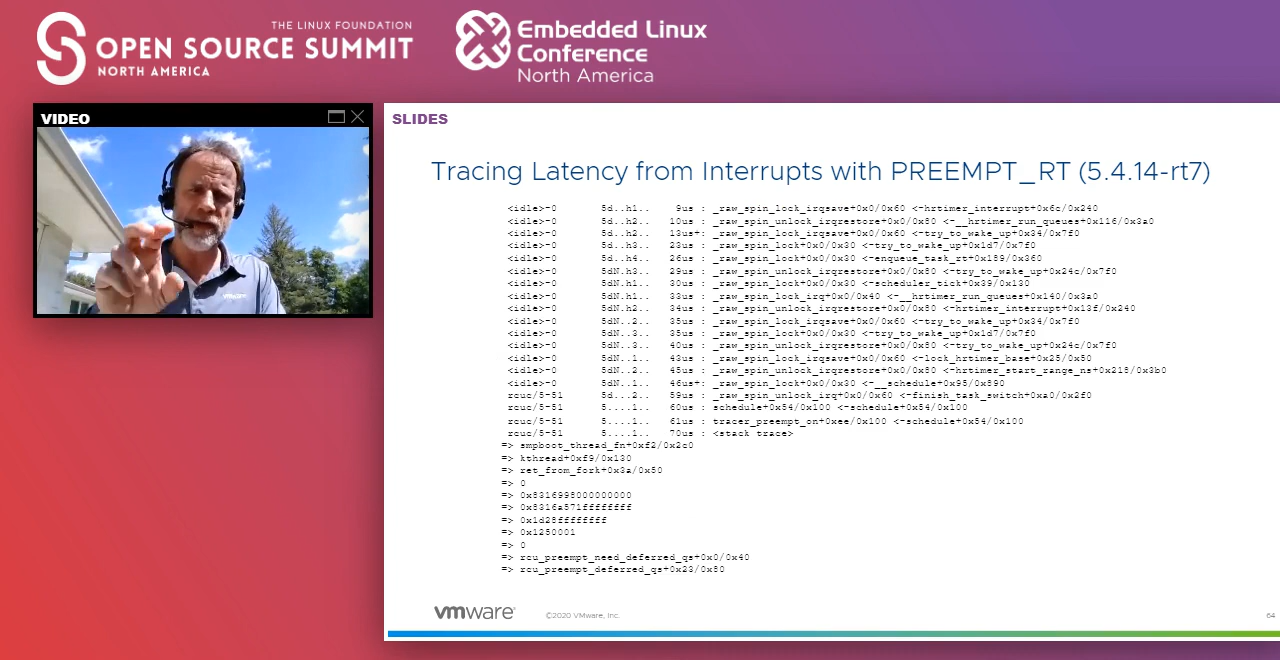 THE LINUX FOUNDATION
OPEN SOURCE SUMMIT
NORTH AMERICA
Embedded Linux
Conference
North America
VIDEO
vmware
SLIDES
Tracing Latency from Interrupts with PREEMPT_RT (5.4.14-rt7)
<idle>-0 5d..h1.. 9us : _raw_spin_lock_irqsave+0x0/0x60 <-hrtimer_interrupt+0x6c/0x240
<idle>-0 5d..h2.. 10us : _raw_spin_unlock_irqrestore+0x0/0x80 <-__hrtimer_run_queues+0x116/0x3a0
<idle>-0 5d..h2.. 13us+: _raw_spin_lock_irqsave+0x0/0x60 <-try_to_wake_up+0x34/0x7f0
<idle>-0 5d..h3.. 23us : _raw_spin_lock+0x0/0x30 <-try_to_wake_up+0x1d7/0x7f0
<idle>-0 5d..h4.. 26us : _raw_spin_lock+0x0/0x30 <-enqueue_task_rt+0x189/0x360
<idle>-0 5dN.h3.. 29us : _raw_spin_unlock_irqrestore+0x0/0x80 <-try_to_wake_up+0x24c/0x7f0
<idle>-0 5dN.h1.. 30us : _raw_spin_lock+0x0/0x30 <-scheduler_tick+0x39/0x130
<idle>-0 5dN.h1.. 33us : _raw_spin_lock_irq+0x0/0x40 <-__hrtimer_run_queues+0x140/0x3a0
<idle>-0 5dN.h2.. 34us : _raw_spin_unlock_irqrestore+0x0/0x80 <-hrtimer_interrupt+0x13f/0x240
<idle>-0 5dN..2.. 35us : _raw_spin_lock_irqsave+0x0/0x60 <-try_to_wake_up+0x34/0x7f0
<idle>-0 5dN..3.. 35us : _raw_spin_lock+0x0/0x30 <-try_to_wake_up+0x1d7/0x7f0
<idle>-0 5dN..3.. 40us : _raw_spin_unlock_irqrestore+0x0/0x80 <-try_to_wake_up+0x24c/0x7f0
<idle>-0 5dN..1.. 43us : _raw_spin_lock_irqsave+0x0/0x60 <-lock_hrtimer_base+0x25/0x50
<idle>-0 5dN..2.. 45us : _raw_spin_unlock_irqrestore+0x0/0x80 <-hrtimer_start_range_ns+0x218/0x3b0
<idle>-0 5dN..1.. 46us+: _raw_spin_lock+0x0/0x30 <-__schedule+0x95/0x890
rcuc/5-51 5d...2.. 59us : _raw_spin_unlock_irq+0x0/0x60 <-finish_task_switch+0xa0/0x2f0
rcuc/5-51 5....1.. 60us : schedule+0x54/0x100 <-schedule+0x54/0x100
rcuc/5-51 5....1.. 61us : tracer_preempt_on+0xee/0x100 <-schedule+0x54/0x100
rcuc/5-51 5....1.. 70us : <stack trace>
=> smpboot_thread_fn+0xf2/0x2c0
=> kthread+0xf9/0x130
=> ret_from_fork+0x3a/0x50
=> 0
=> 0x8316998000000000
=> 0x8316a571ffffffff
=> 0x1d28ffffffff
=> 0x1250001
=> 0
=> rcu_preempt_need_deferred_qs+0x0/0x40
=> rcu_preempt_deferred_qs+0x23/0x80
vmware
©2020 VMware, Inc.
64